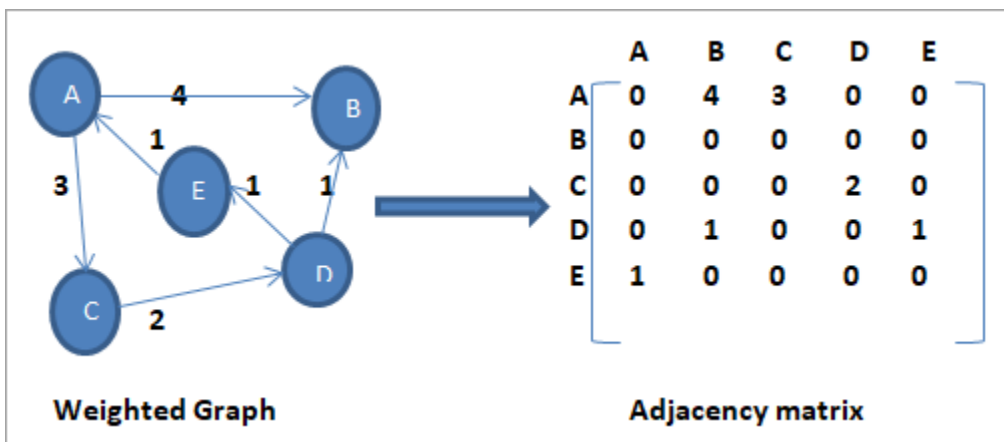 A
4
B
1
3
E
1
1
D
C
2
Weighted Graph
A B C D E
A 0 4 3 0 0
B 0 0 0 0 0
C 0 0 0 2 0
D 0 1 0 0 1
E 1 0 0 0 0
Adjacency matrix